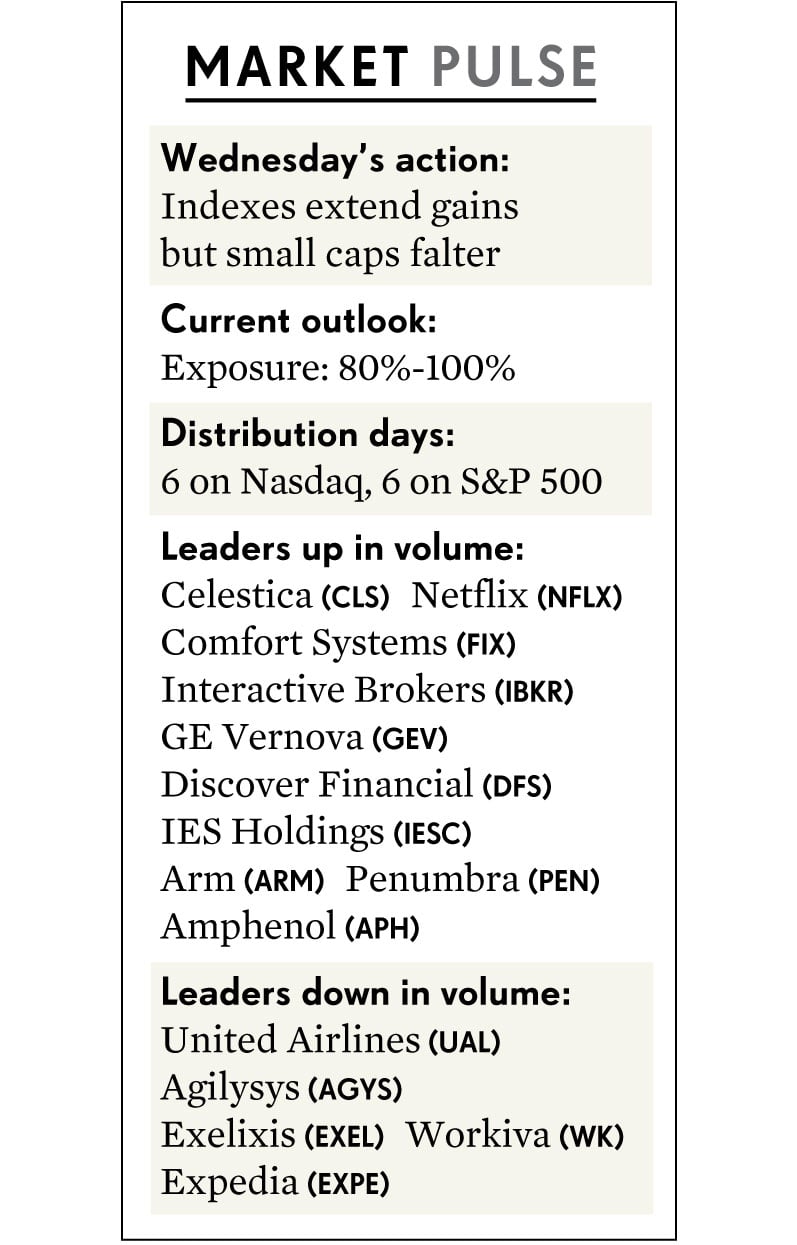 MARKET PULSE
Wednesday's action:
Indexes extend gains
but small caps falter
Current outlook:
Exposure: 80%-100%
Distribution days:
6 on Nasdaq, 6 on S&P 500
Leaders up in volume:
Celestica (CLS) Netflix (NFLX)
Comfort Systems (FIX)
Interactive Brokers (IBKR)
GE Vernova (GEV)
Discover Financial (DFS)
IES Holdings (IESC)
Arm (ARM) Penumbra (PEN)
Amphenol (APH)
Leaders down in volume:
United Airlines (UAL)
Agilysys (AGYS)
Exelixis (EXEL) Workiva (WK)
Expedia (EXPE)